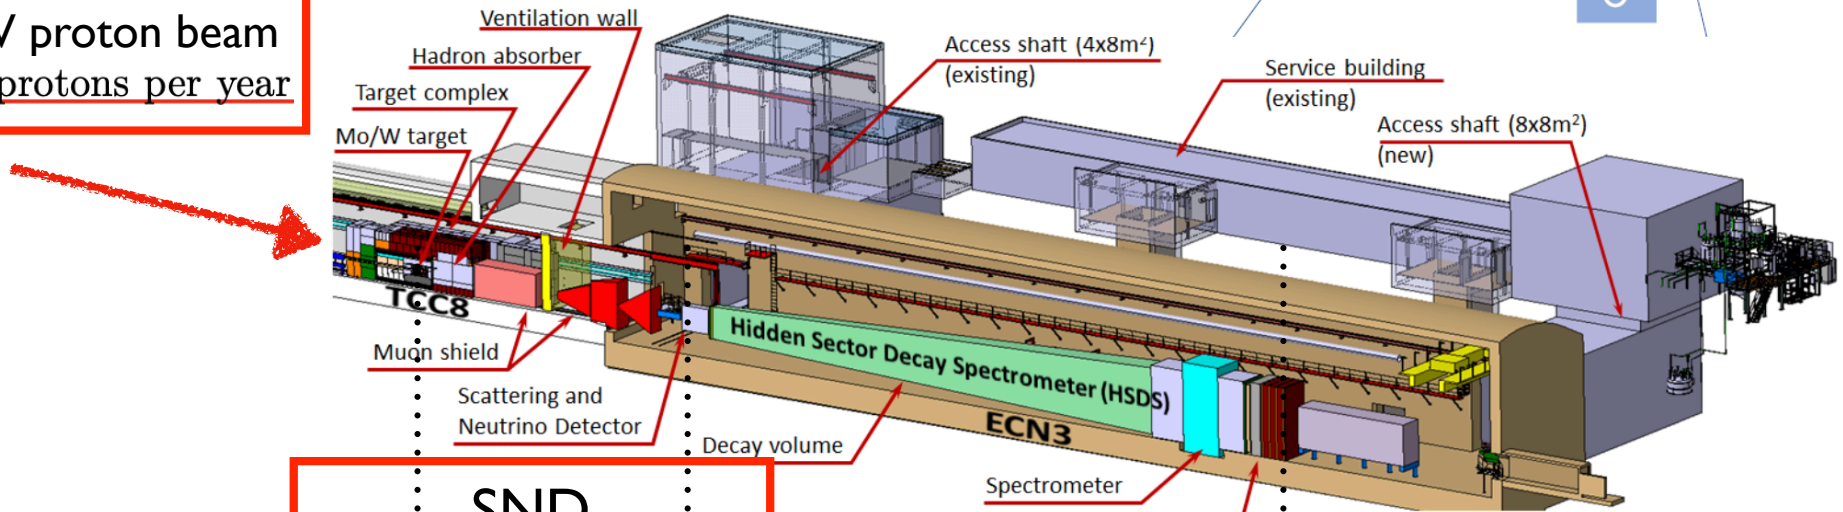 V proton beam
protons per year
Ventilation wall
Hadron absorber
Target complex
Mo/W target
Access shaft (4x8m²)
(existing)
Service building
(existing)
Access shaft (8x8m²)
(new)
TCC8
Muon shield
Scattering and
Neutrino Detector
Hidden Sector Decay Spectrometer (HSDS)
Decay volume
ECN3
Spectrometer
SND